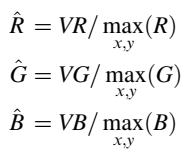 R̂ = VR/ max(R)
x,y
Ĝ = VG/ max(G)
x,y
B̂ = VB/ max(B)
x,y